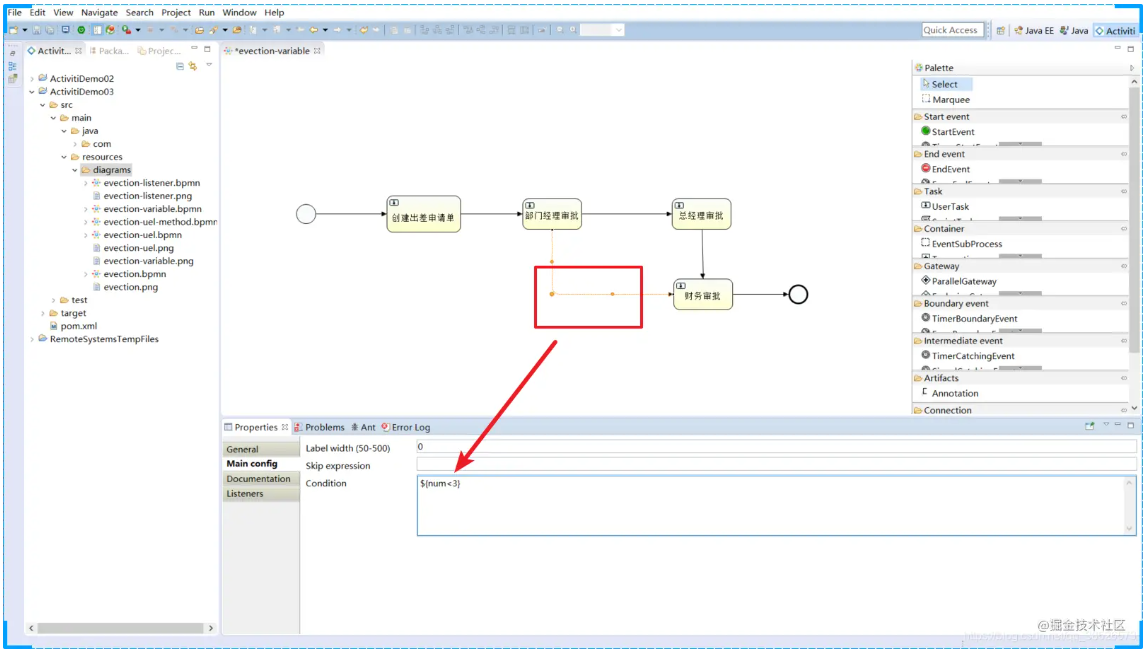 File Edit View Navigate Search Project Run Window Help
Quick Access Java EE Java Activiti
Activit... Packa... Projec...
*evection-variable
ActivitiDemo02
ActivitiDemo03
src
main
java
com
resources
diagrams
evection-listener.bpmn
evection-listener.png
evection-variable.bpmn
evection-uel-method.bpmn
evection-uel.bpmn
evection-uel.png
evection-variable.png
evection.bpmn
evection.png
test
target
pom.xml
RemoteSystemsTempFiles
创建出差申请单
部门经理审批
总经理审批
财务审批
Palette
Select
Marquee
Start event
StartEvent
End event
EndEvent
Task
UserTask
Container
EventSubProcess
Gateway
ParallelGateway
Boundary event
TimerBoundaryEvent
Intermediate event
TimerCatchingEvent
Artifacts
Annotation
Connection
Properties Problems Ant Error Log
General
Main config
Documentation
Listeners
Label width (50-500) 0
Skip expression
Condition ${num<3}
@掘金技术社区